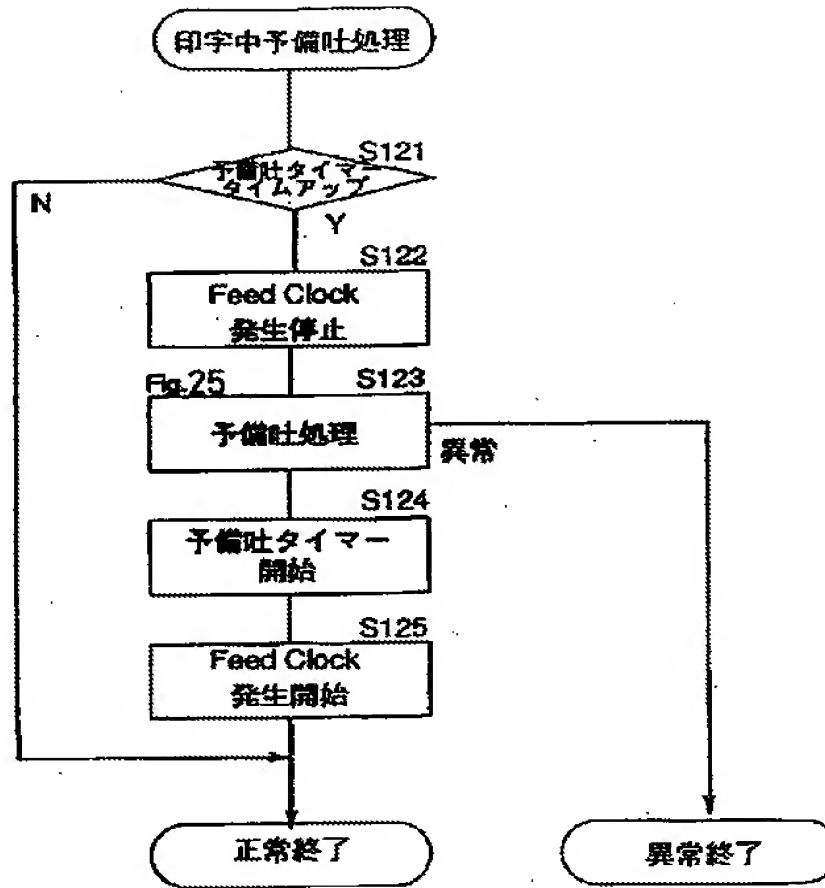 印字中予備吐処理
S121
予備吐タイマー
タイムアップ
N
Y
S122
Feed Clock
発生停止
Fig.25
S123
予備吐処理
異常
S124
予備吐タイマー
開始
S125
Feed Clock
発生開始
正常終了
異常終了